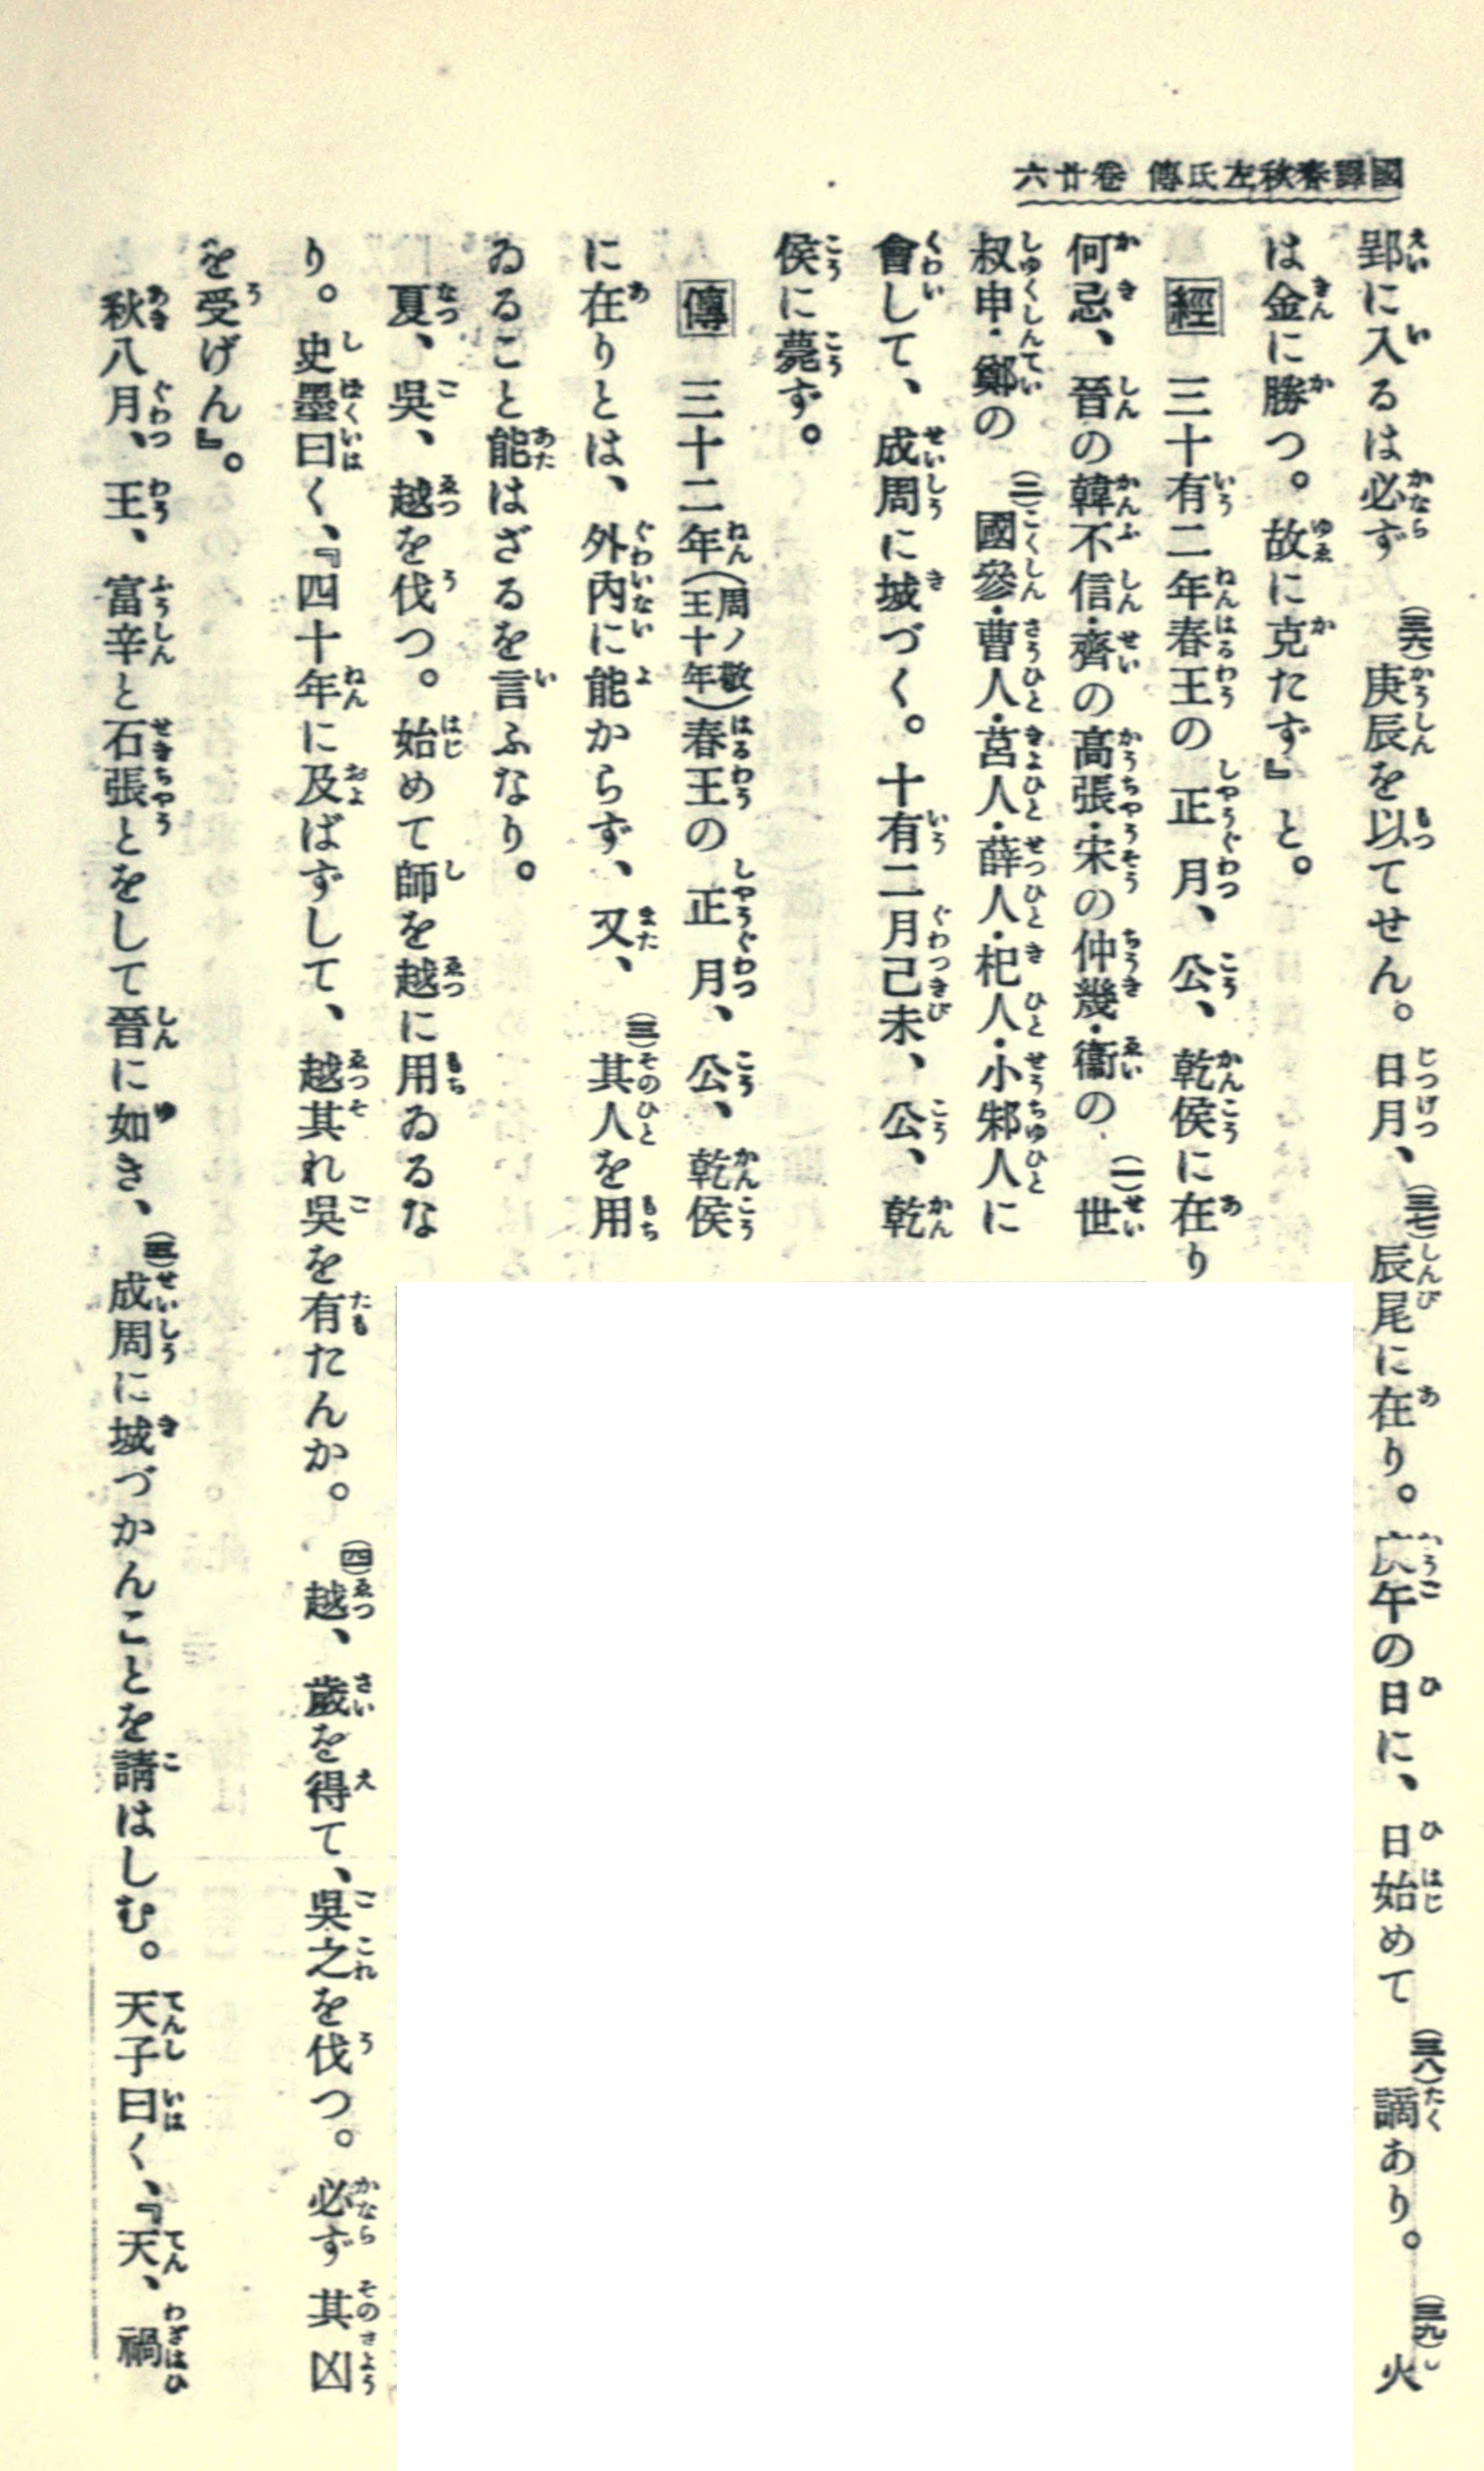 國譯春秋左氏傳 卷廿六
郢に入るは必ず(三六)庚辰を以てせん。日月、(三七)辰尾に在り。庚午の日に、日始めて(三八)謫あり。(三九)火
は金に勝つ。故に克たず』と。
經 三十有二年春王の正月、公、乾侯に在り
何忌、晉の韓不信・齊の高張・宋の仲幾・衞の(一)世
叔申・鄭の(二)國參・曹人・莒人・薛人・杞人・小邾人に
會して、成周に城づく。十有二月己未、公、乾
侯に薨ず。
傳 三十二年(周ノ敬王十年)春王の正月、公、乾侯
に在りとは、外内に能からず、又、(三)其人を用
ゐること能はざるを言ふなり。
夏、吳、越を伐つ。始めて師を越に用ゐるな
り。史墨曰く、『四十年に及ばずして、越其れ吳を有たんか。(四)越、歲を得て、吳之を伐つ。必ず其凶
を受げん』。
秋八月、王、富辛と石張とをして晉に如き、成周に城づかんことを請はしむ。天子曰く、『天、禍